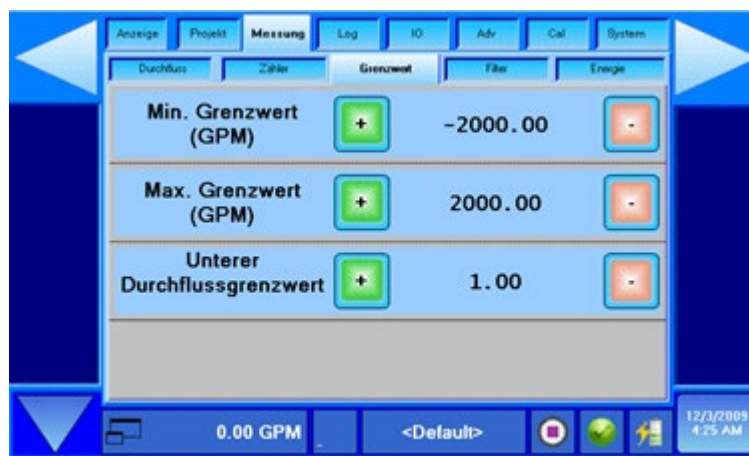 Anzeige Projekt Messung Log IO Adv Cal System
Durchfluss Zähler Grenzwert Filter Energie
Min. Grenzwert
(GPM)
+ -2000.00 -
Max. Grenzwert
(GPM)
+ 2000.00 -
Unterer
Durchflussgrenzwert
+ 1.00 -
0.00 GPM <Default>
12/3/2009
4:25 AM